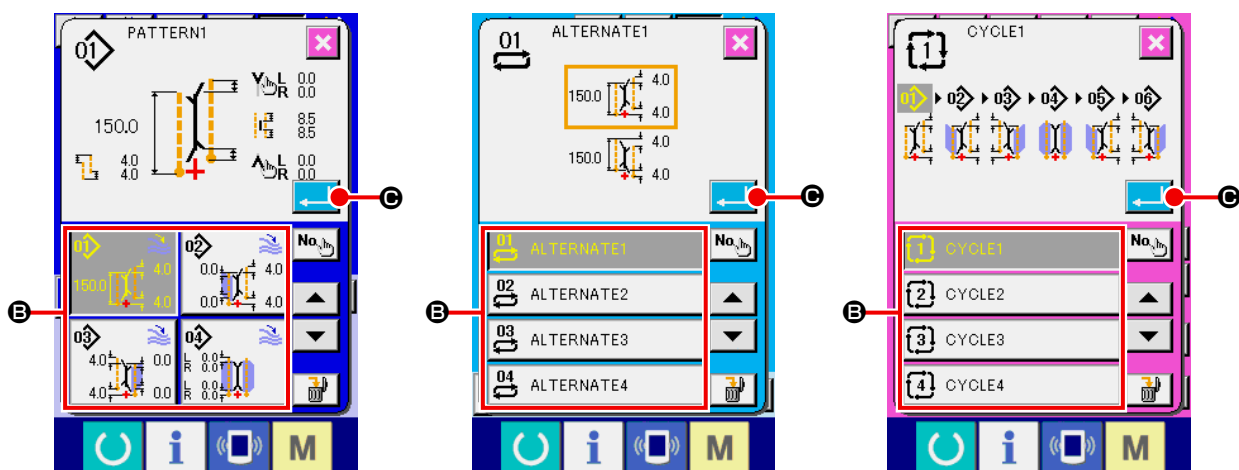 01 PATTERN1
Y L 0.0
R 0.0
150.0
8.5
8.5
4.0
4.0
L 0.0
R 0.0
C
B
01
150.0
4.0
4.0
02
0.0
4.0
0.0
4.0
No.
03
4.0
0.0
4.0
0.0
04
L 0.0
R 0.0
L 0.0
R 0.0
i
M
01 ALTERNATE1
150.0
4.0
4.0
150.0
4.0
4.0
C
B
01 ALTERNATE1
No.
02 ALTERNATE2
03 ALTERNATE3
04 ALTERNATE4
i
M
1 CYCLE1
01 02 03 04 05 06
C
B
1 CYCLE1
No.
2 CYCLE2
3 CYCLE3
4 CYCLE4
i
M